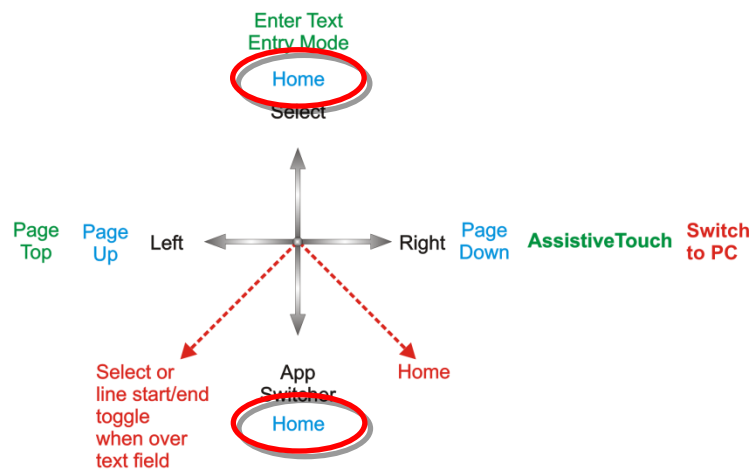 Enter Text
Entry Mode
Home
Select
Page
Top
Page
Up
Left
Right
Page
Down
AssistiveTouch
Switch
to PC
Select or
line start/end
toggle
when over
text field
App
Switcher
Home
Home